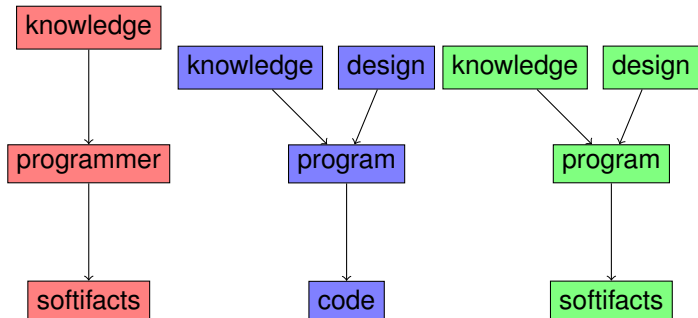 knowledge
programmer
softifacts
knowledge
design
program
code
knowledge
design
program
softifacts